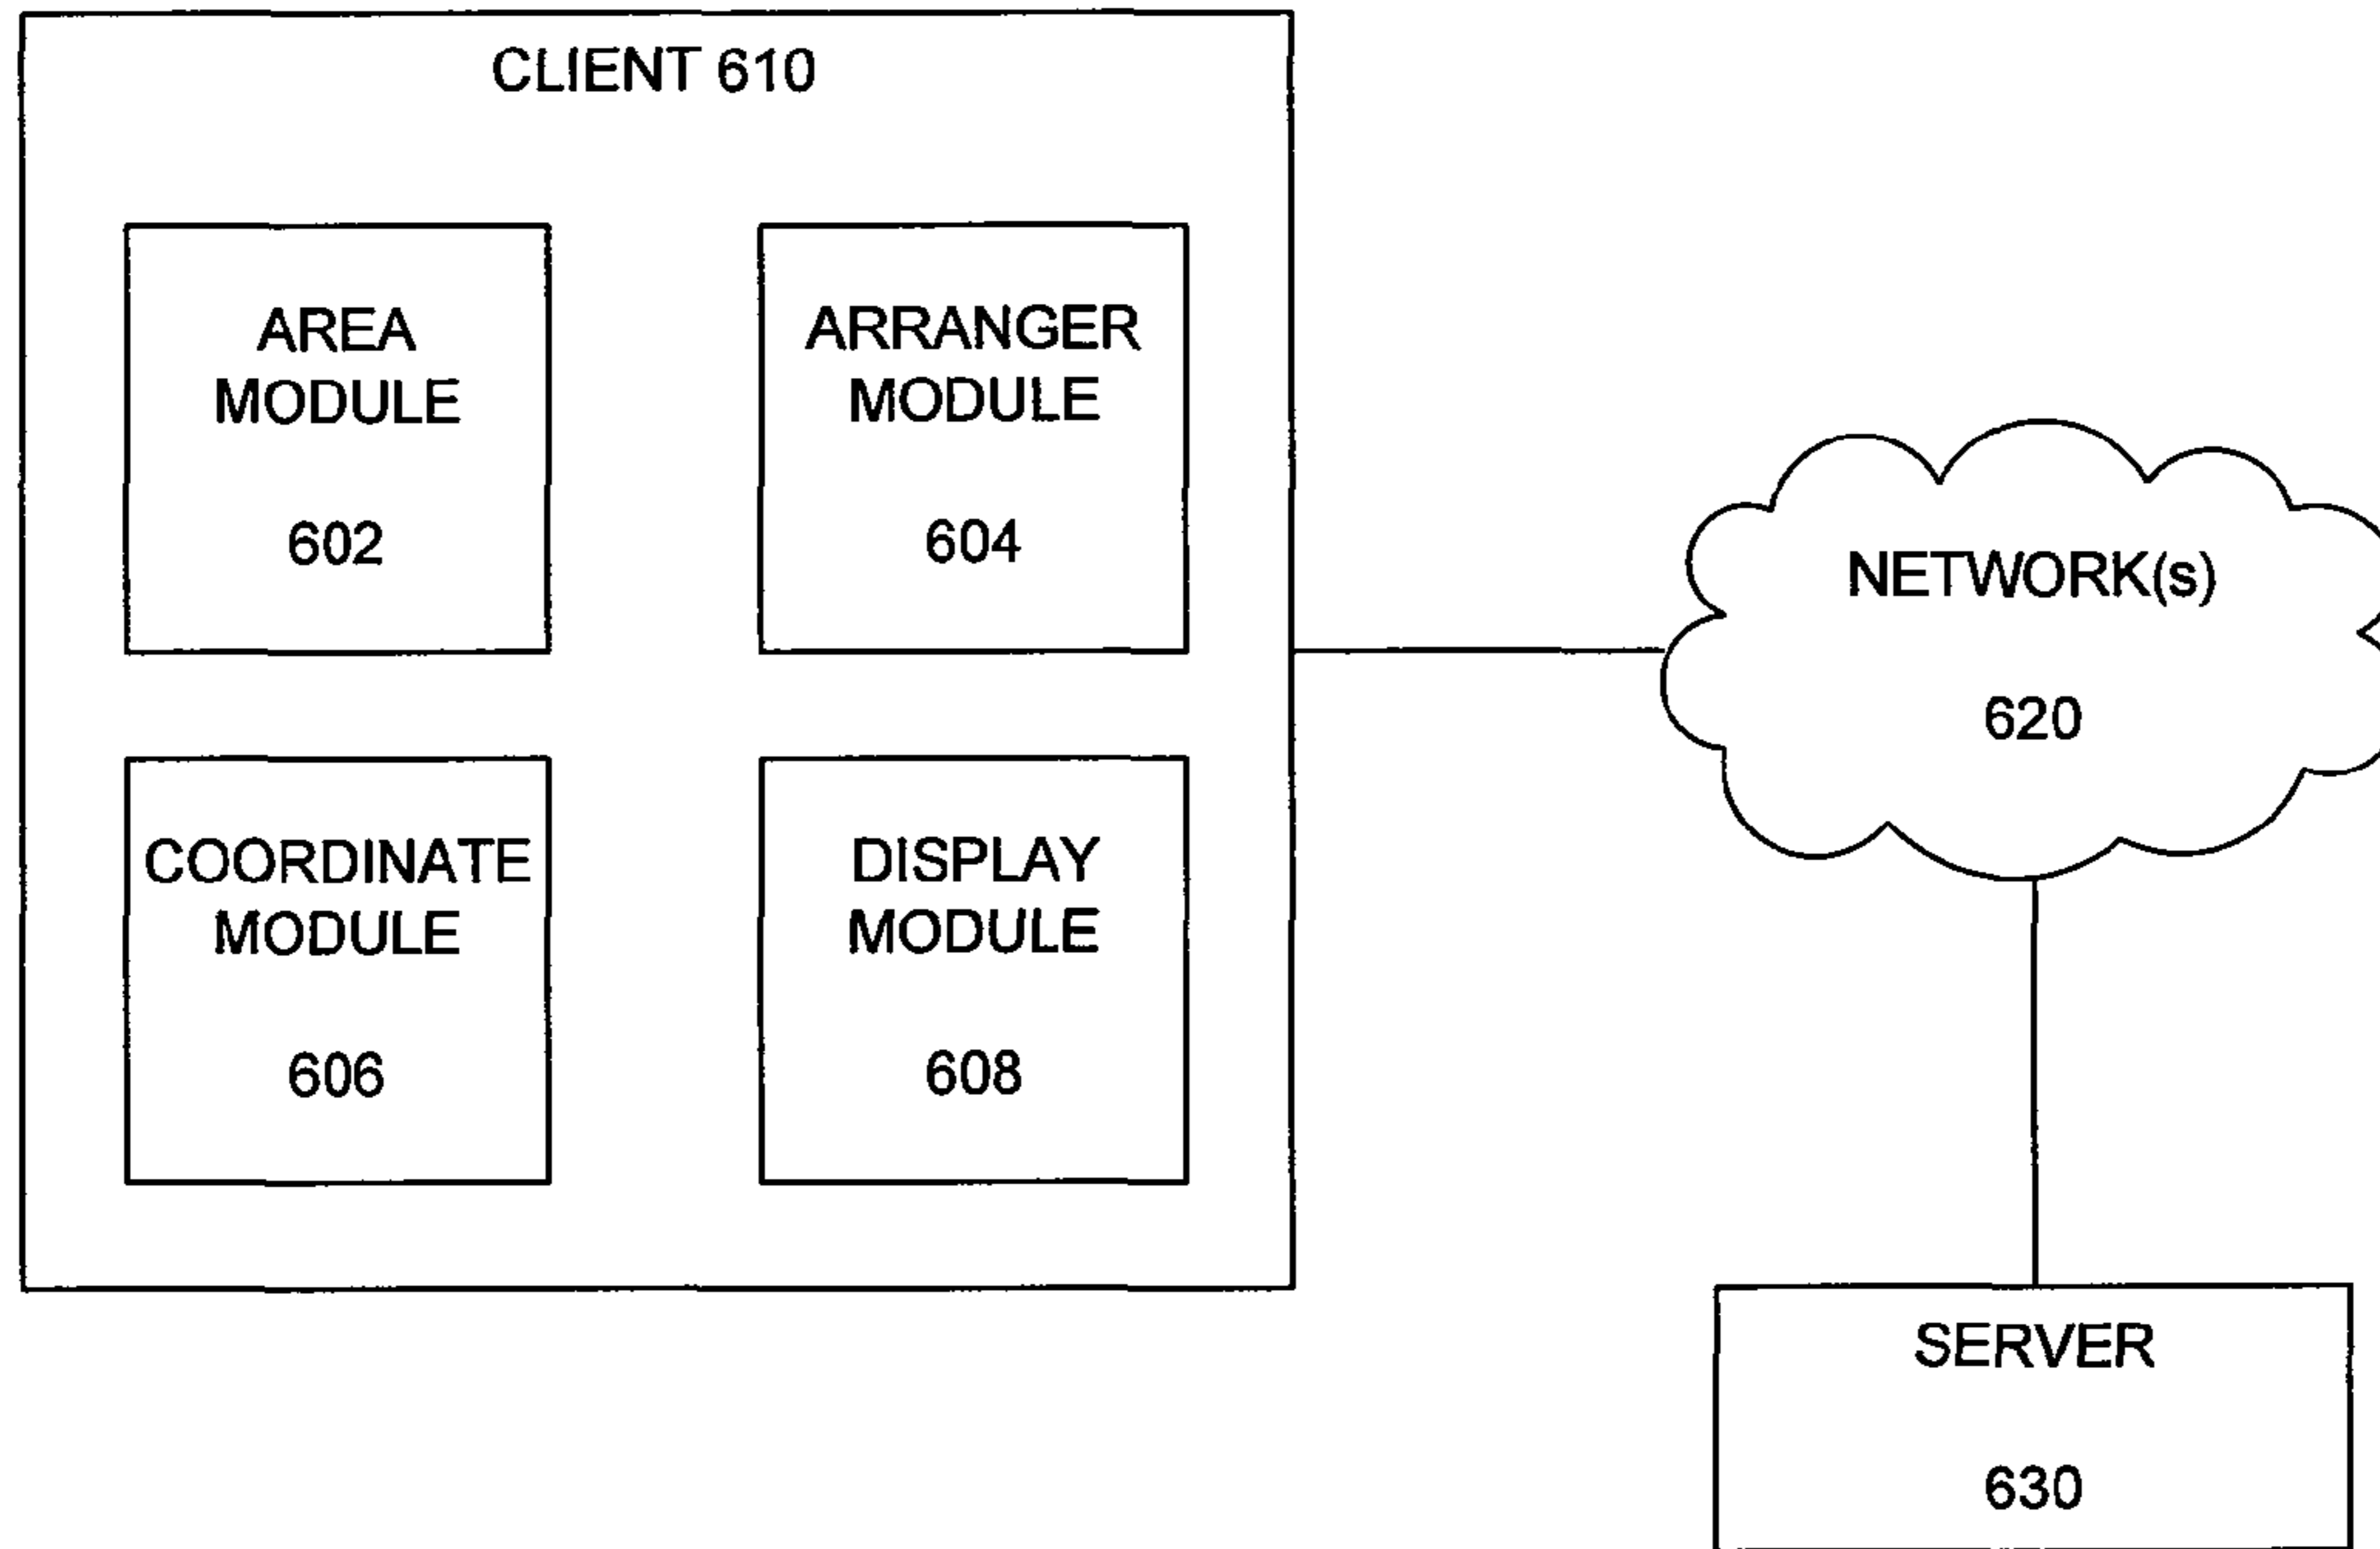 CLIENT 610
AREA
MODULE
602
ARRANGER
MODULE
604
COORDINATE
MODULE
606
DISPLAY
MODULE
608
NETWORK(s)
620
SERVER
630